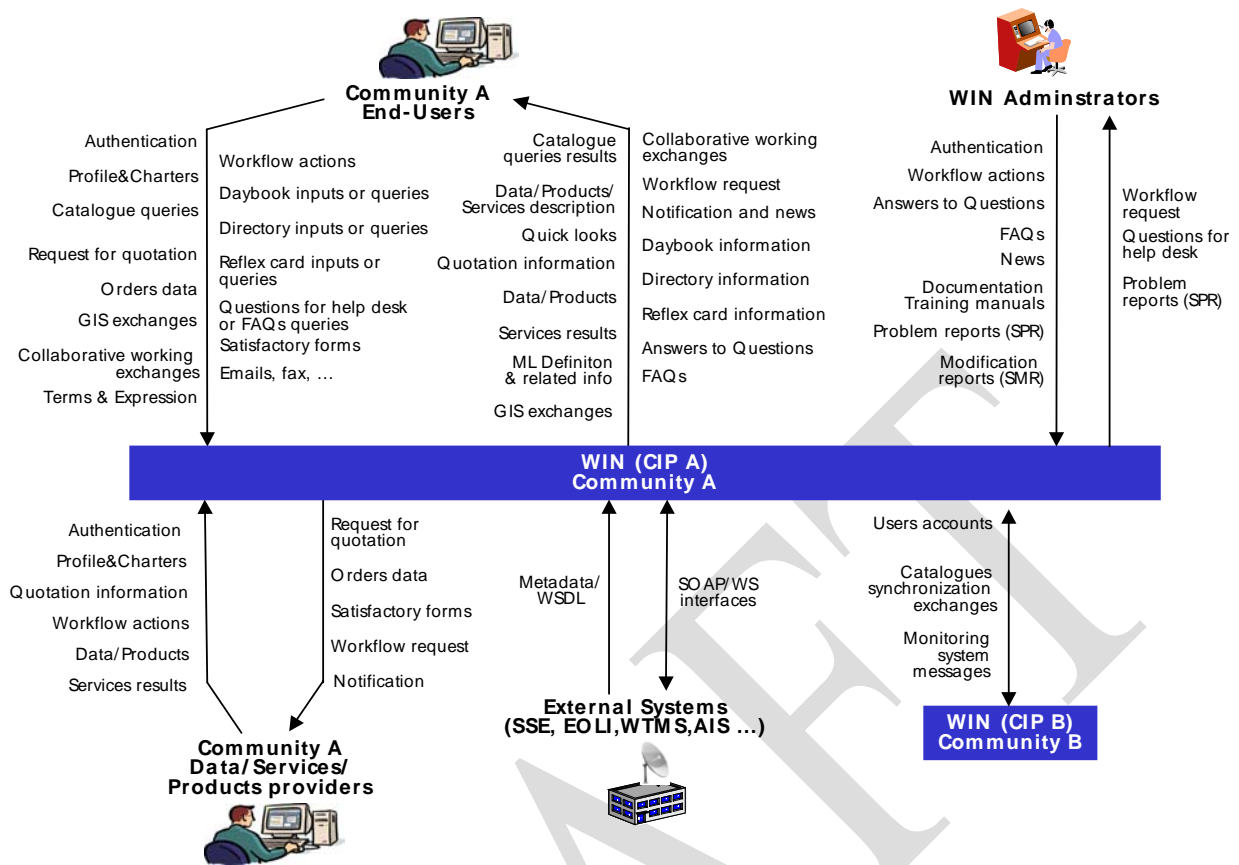 Community A
End-Users
WIN Adminstrators
Authentication
Profile&Charters
Catalogue queries
Request for quotation
Orders data
GIS exchanges
Collaborative working
exchanges
Terms & Expression
Workflow actions
Daybook inputs or queries
Directory inputs or queries
Reflex card inputs or
queries
Questions for help desk
or FAQs queries
Satisfactory forms
Emails, fax, …
Catalogue
queries results
Data/Products/
Services description
Quick looks
Quotation information
Data/Products
Services results
ML Definiton
& related info
GIS exchanges
Collaborative working
exchanges
Workflow request
Notification and news
Daybook information
Directory information
Reflex card information
Answers to Questions
FAQs
Authentication
Workflow actions
Answers to Questions
FAQs
News
Documentation
Training manuals
Problem reports (SPR)
Modification
reports (SMR)
Workflow
request
Questions for
help desk
Problem
reports (SPR)
WIN (CIP A)
Community A
Authentication
Profile&Charters
Quotation information
Workflow actions
Data/Products
Services results
Request for
quotation
Orders data
Satisfactory forms
Workflow request
Notification
Metadata/
WSDL
SOAP/WS
interfaces
Users accounts
Catalogues
synchronization
exchanges
Monitoring
system
messages
Community A
Data/Services/
Products providers
External Systems
(SSE, EOLI,WTMS,AIS …)
WIN (CIP B)
Community B
AFT